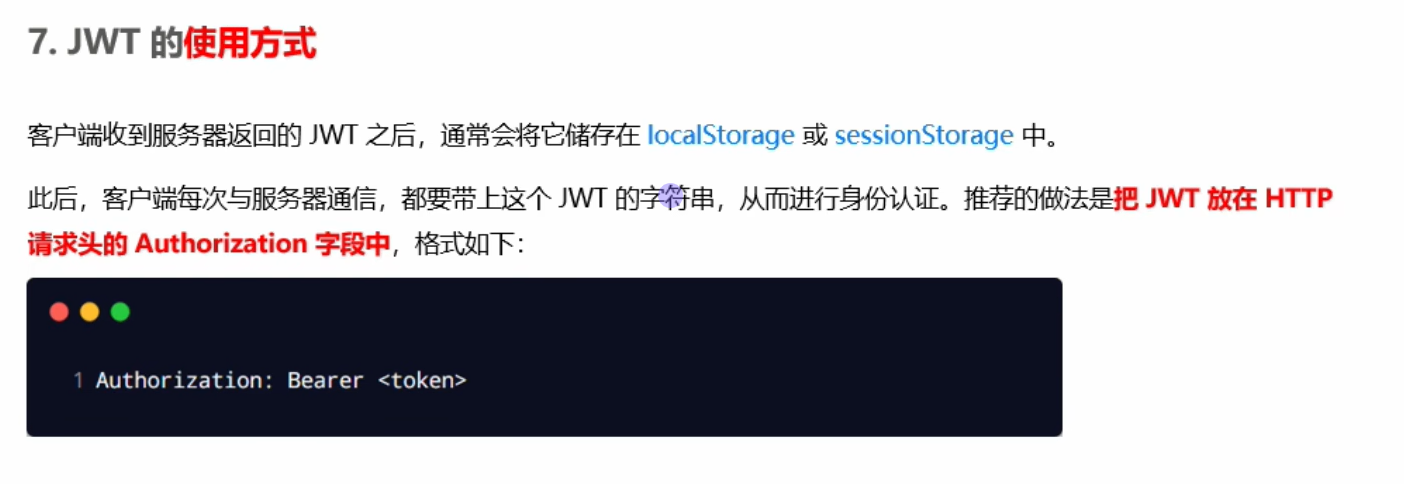 7. JWT 的使用方式
客户端收到服务器返回的 JWT 之后，通常会将它储存在 localStorage 或 sessionStorage 中。
此后，客户端每次与服务器通信，都要带上这个 JWT 的字符串，从而进行身份认证。推荐的做法是把 JWT 放在 HTTP
请求头的 Authorization 字段中，格式如下：
1 Authorization: Bearer <token>